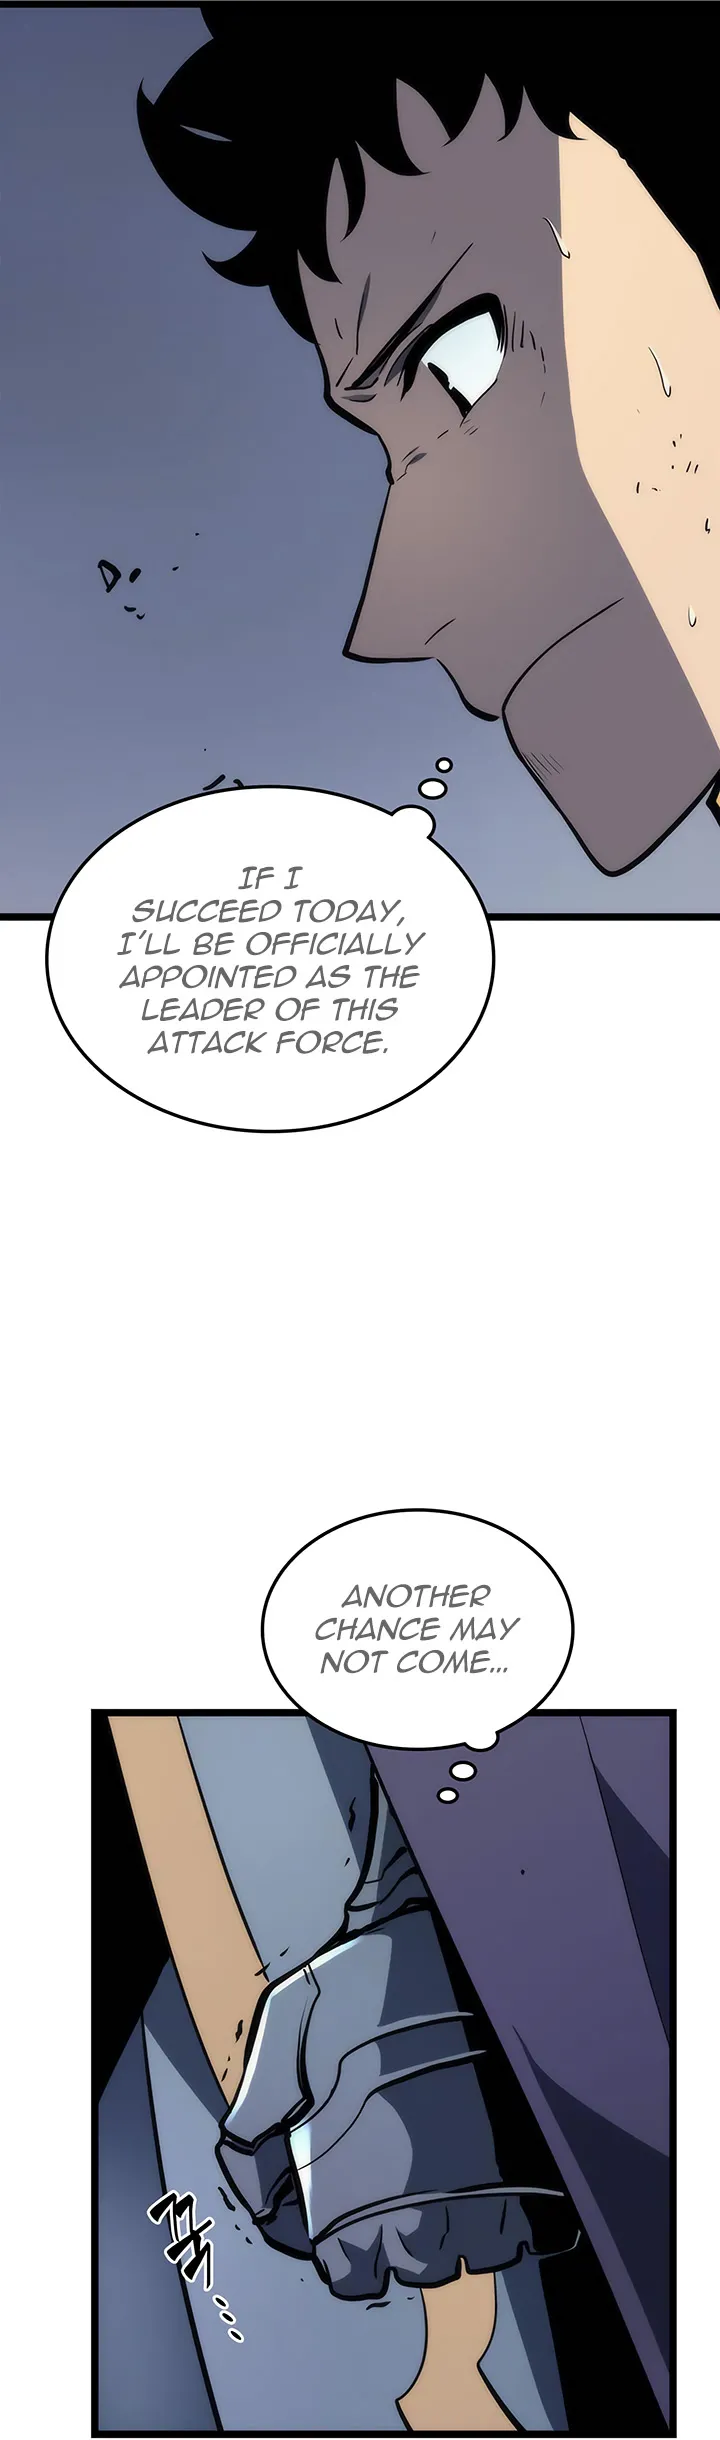 IF I
SUCCEED TODAY,
I'LL BE OFFICIALLY
APPOINTED AS THE
LEADER OF THIS
ATTACK FORCE.
ANOTHER
CHANCE MAY
NOT COME...
꾹...